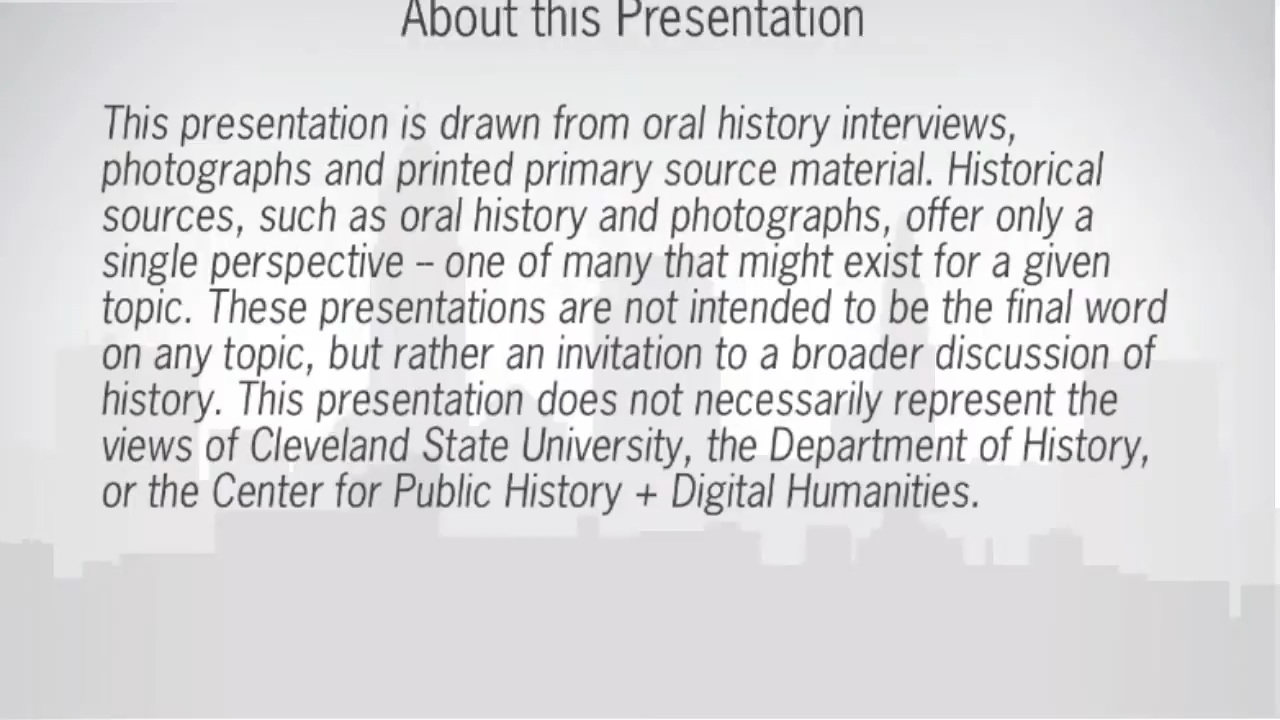 About this Presentation
This presentation is drawn from oral history interviews,
photographs and printed primary source material. Historical
sources, such as oral history and photographs, offer only a
single perspective – one of many that might exist for a given
topic. These presentations are not intended to be the final word
on any topic, but rather an invitation to a broader discussion of
history. This presentation does not necessarily represent the
views of Cleveland State University, the Department of History,
or the Center for Public History + Digital Humanities.